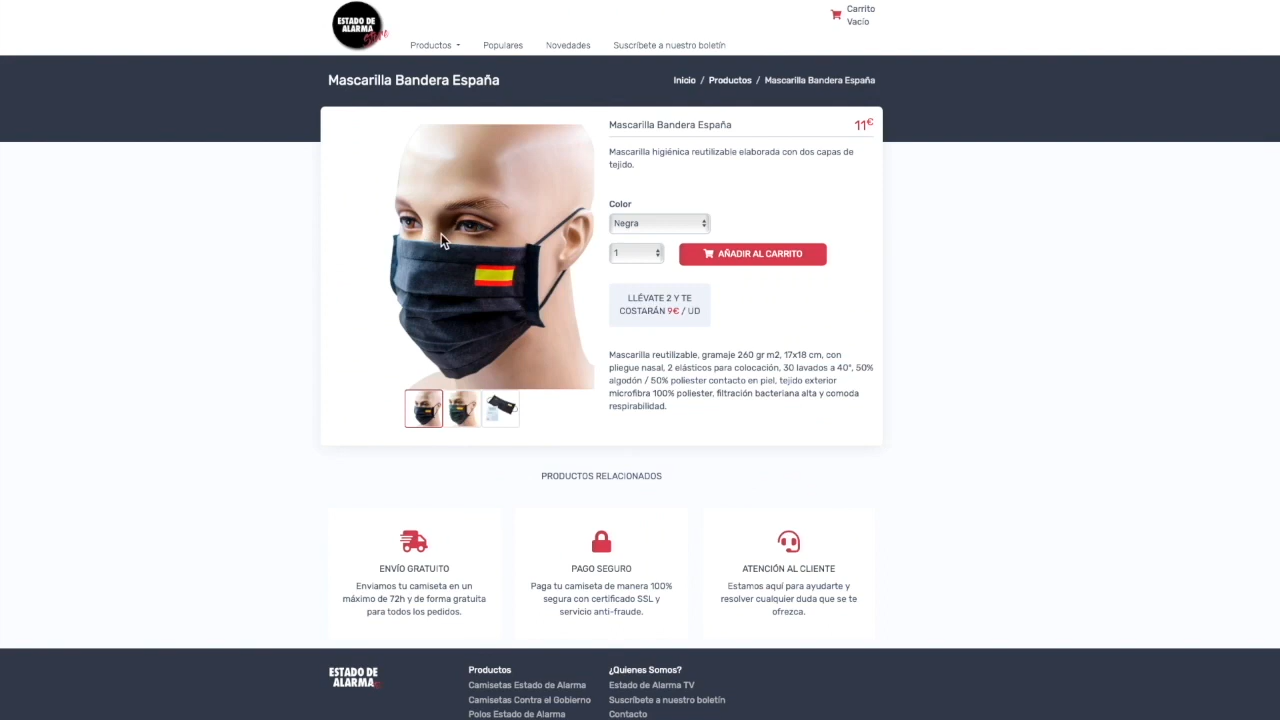 ESTADO DE
ALARMA
store
Carrito
Vacío
Productos
Populares
Novedades
Suscríbete a nuestro boletín
Mascarilla Bandera España
Inicio / Productos / Mascarilla Bandera España
Mascarilla Bandera España
11€
Mascarilla higiénica reutilizable elaborada con dos capas de
tejido.
Color
Negra
1
AÑADIR AL CARRITO
LLÉVATE 2 Y TE
COSTARÁN 9€ / UD
Mascarilla reutilizable, gramaje 260 gr m2, 17x18 cm, con
pliegue nasal, 2 elásticos para colocación, 30 lavados a 40°, 50%
algodón / 50% poliester contacto en piel, tejido exterior
microfibra 100% poliester, filtración bacteriana alta y comoda
respirabilidad.
PRODUCTOS RELACIONADOS
ENVÍO GRATUITO
Enviamos tu camiseta en un
máximo de 72h y de forma gratuita
para todos los pedidos.
PAGO SEGURO
Paga tu camiseta de manera 100%
segura con certificado SSL y
servicio anti-fraude.
ATENCIÓN AL CLIENTE
Estamos aquí para ayudarte y
resolver cualquier duda que se te
ofrezca.
ESTADO DE
ALARMA
Productos
Camisetas Estado de Alarma
Camisetas Contra el Gobierno
Polos Estado de Alarma
¿Quienes Somos?
Estado de Alarma TV
Suscríbete a nuestro boletín
Contacto